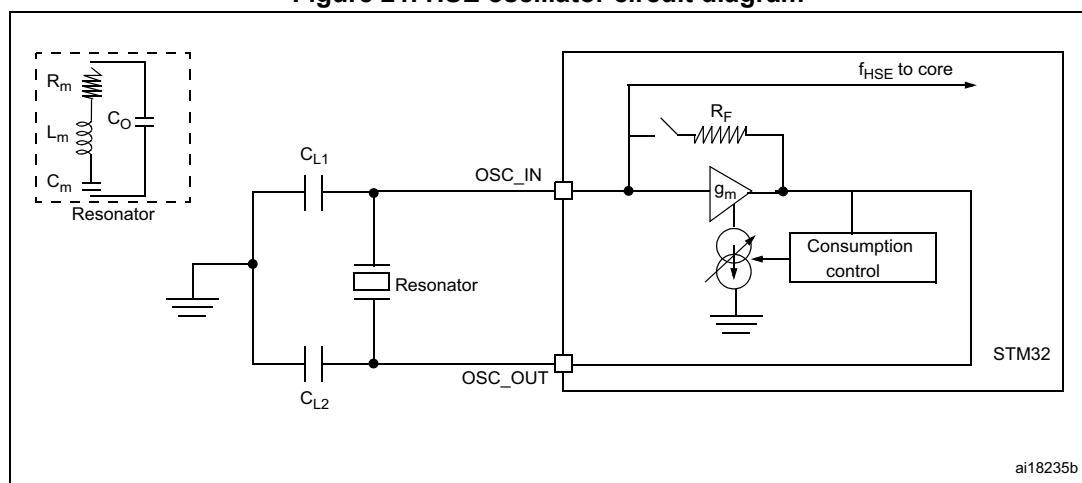 Figure 21. HSE oscillator circuit diagram
Rm
Lm
CO
Cm
Resonator
CL1
OSC_IN
fHSE to core
RF
gm
Consumption
control
Resonator
STM32
OSC_OUT
CL2
ai18235b